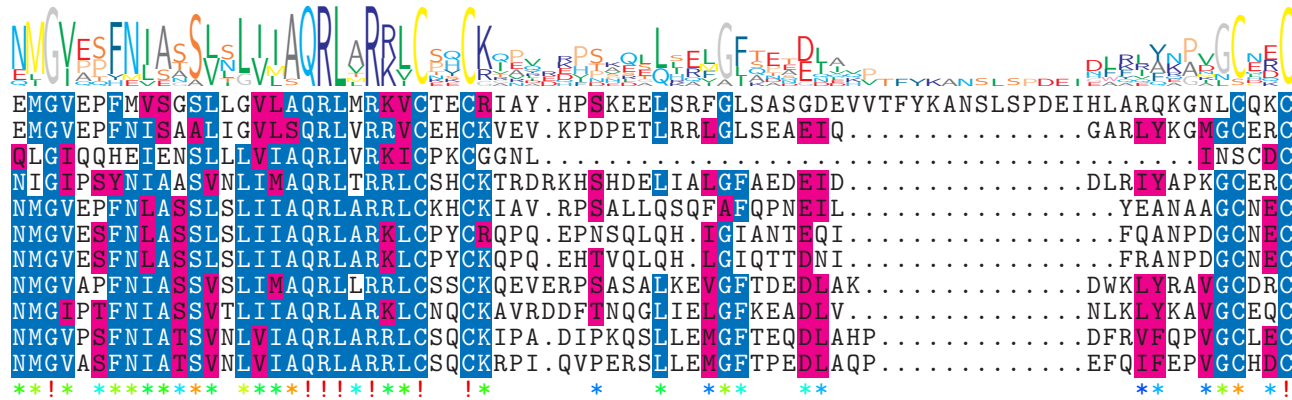 EMGVEPFMVSGSLLGVLAQRLMRKVCTECRIAY.HPSKEELSRFGLSASGDEVVTFYKANSLSPDEIHLARQKGNLCQKC
EMGVEPFNISAALIGVLSQRLVRRVCEHCKVEV.KPDPETLRRLGLSEAEIQ...............GARLYKGMGCERC
QLGIQQHEIENSLLLVIAQRLVRKICPKCGGNL.........................................INSCDC
NIGIPSYNIAASVNLIMAQRLTRRLCSHCKTRDRKHSHDELIALGFAEDEID...............DLRIYAPKGCERC
NMGVEPFNLASSLSLIIAQRLARRLCKHCKIAV.RPSALLQSQFAFQPNEIL.................YEANAAGCNEC
NMGVESFNLASSLSLIIAQRLARKLCPYCRQPQ.EPNSQLQH.IGIANTEQI.................FQANPDGCNEC
NMGVESFNLASSLSLIIAQRLARKLCPYCKQPQ.EHTVQLQH.LGIQTTDNI.................FRANPDGCNEC
NMGVAPFNIASSVSLIMAQRLLRRLCSSCKQEVERPSASALKEVGFTDEDLAK..............DWKLYRAVGCDRC
NMGIPTFNIASSVTLIIAQRLARKLCNQCKAVRDDFTNQGLIELGFKEADLV...............NLKLYKAVGCEQC
NMGVPSFNIATSVNLVIAQRLARRLCSQCKIPA.DIPKQSLLEMGFTEQDLAHP.............DFRVFQPVGCLEC
NMGVASFNIATSVNLVIAQRLARRLCSQCKRPI.QVPERSLLEMGFTPEDLAQP.............EFQIFEPVGCHDC
**!* ******** ****!!!*!**!  !*      *   *  ***   **                   **  *** *!